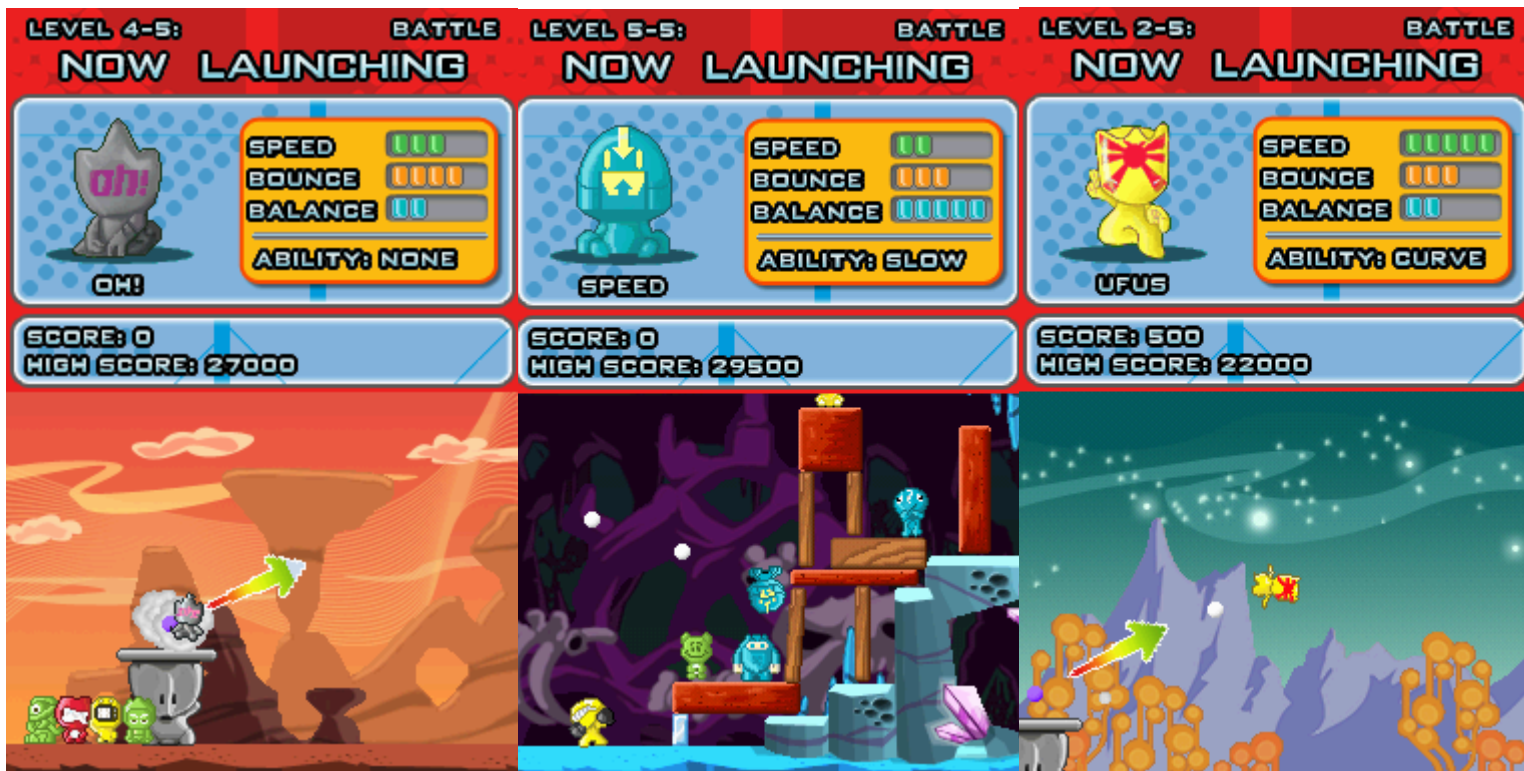 LEVEL 4-5: BATTLE
NOW LAUNCHING
oh!
SPEED
BOUNCE
BALANCE
ABILITY: NONE
OH!
SCORE: 0
HIGH SCORE: 27000
oh!
LEVEL 5-5: BATTLE
NOW LAUNCHING
SPEED
BOUNCE
BALANCE
ABILITY: SLOW
SPEED
SCORE: 0
HIGH SCORE: 29500
LEVEL 2-5: BATTLE
NOW LAUNCHING
SPEED
BOUNCE
BALANCE
ABILITY: CURVE
UFUS
SCORE: 500
HIGH SCORE: 22000